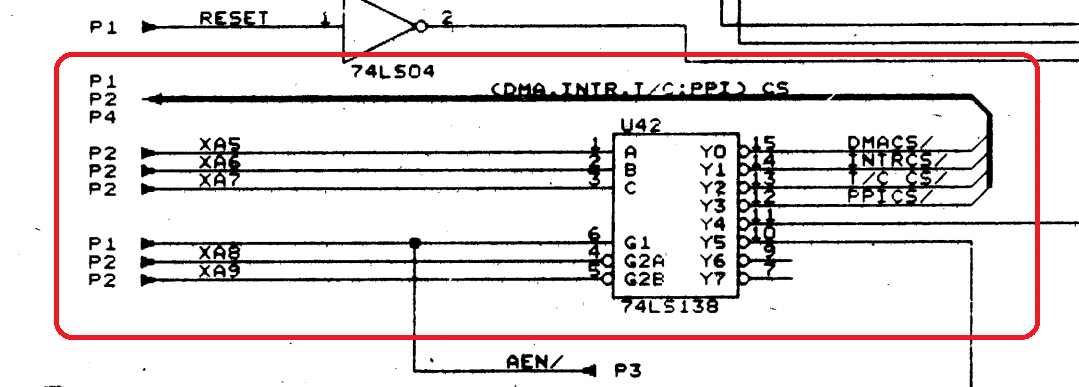 P1 RESET 1 2
74LS04
P1
P2 (DMA,INTR,T/C,PPI) CS
P4
U42
P2 XA5 1 A Y0 15 DMACS/
P2 XA6 2 B Y1 14 INTRCS/
P2 XA7 3 C Y2 13 T/C CS/
Y3 12 PPICS/
Y4 11
P1 6 G1 Y5 10
P2 XA8 4 G2A Y6 9
P2 XA9 5 G2B Y7 7
74LS138
AEN/ P3